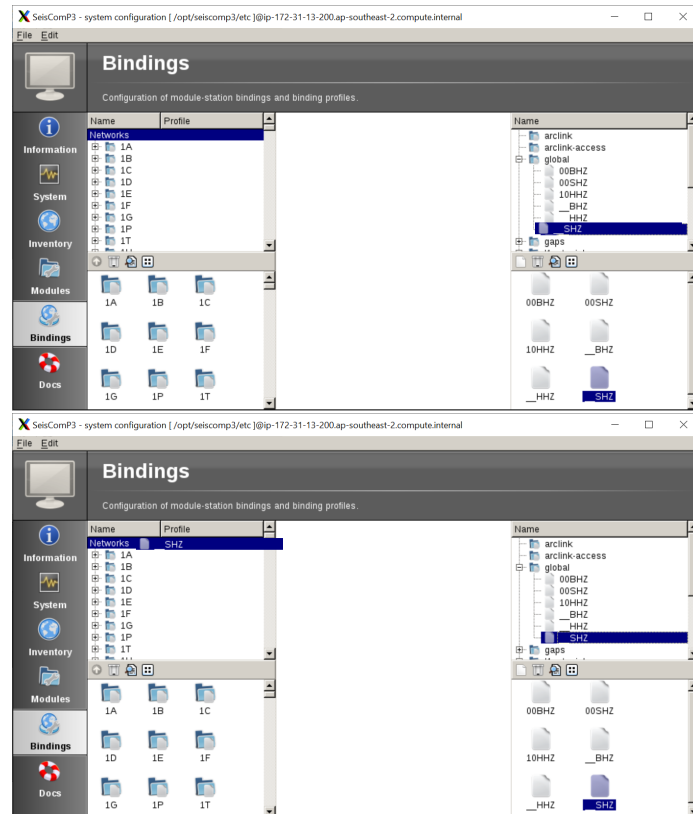 SeisComP3 - system configuration [ /opt/seiscomp3/etc ]@ip-172-31-13-200.ap-southeast-2.compute.internal
File Edit
Bindings
Configuration of module-station bindings and binding profiles.
Information
System
Inventory
Modules
Bindings
Docs
Name Profile
Networks
1A
1B
1C
1D
1E
1F
1G
1P
1T
1A 1B 1C
1D 1E 1F
1G 1P 1T
Name
arclink
arclink-access
global
00BHZ
00SHZ
10HHZ
__BHZ
__HHZ
__SHZ
gaps
00BHZ 00SHZ
10HHZ __BHZ
__HHZ __SHZ
SeisComP3 - system configuration [ /opt/seiscomp3/etc ]@ip-172-31-13-200.ap-southeast-2.compute.internal
File Edit
Bindings
Configuration of module-station bindings and binding profiles.
Information
System
Inventory
Modules
Bindings
Docs
Name Profile
Networks __SHZ
1A
1B
1C
1D
1E
1F
1G
1P
1T
1A 1B 1C
1D 1E 1F
1G 1P 1T
Name
arclink
arclink-access
global
00BHZ
00SHZ
10HHZ
__BHZ
__HHZ
__SHZ
gaps
00BHZ 00SHZ
10HHZ __BHZ
__HHZ __SHZ